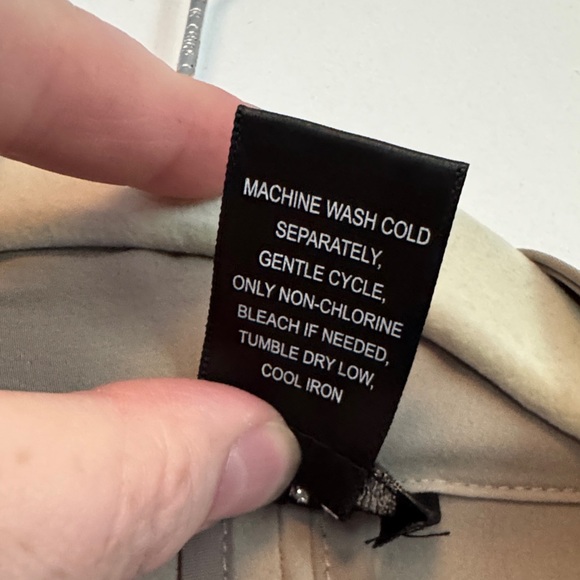 MACHINE WASH COLD
SEPARATELY,
GENTLE CYCLE,
ONLY NON-CHLORINE
BLEACH IF NEEDED,
TUMBLE DRY LOW,
COOL IRON